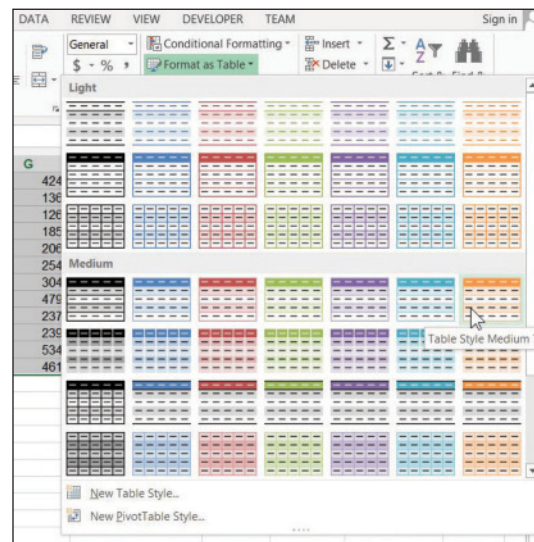 DATA REVIEW VIEW DEVELOPER TEAM Sign in
General Conditional Formatting Insert Σ A Z
$ % , Format as Table Delete
Light
G
424
136
126
185
206
254
Medium
304
479
237
Table Style Medium
239
534
461
New Table Style...
New PivotTable Style...